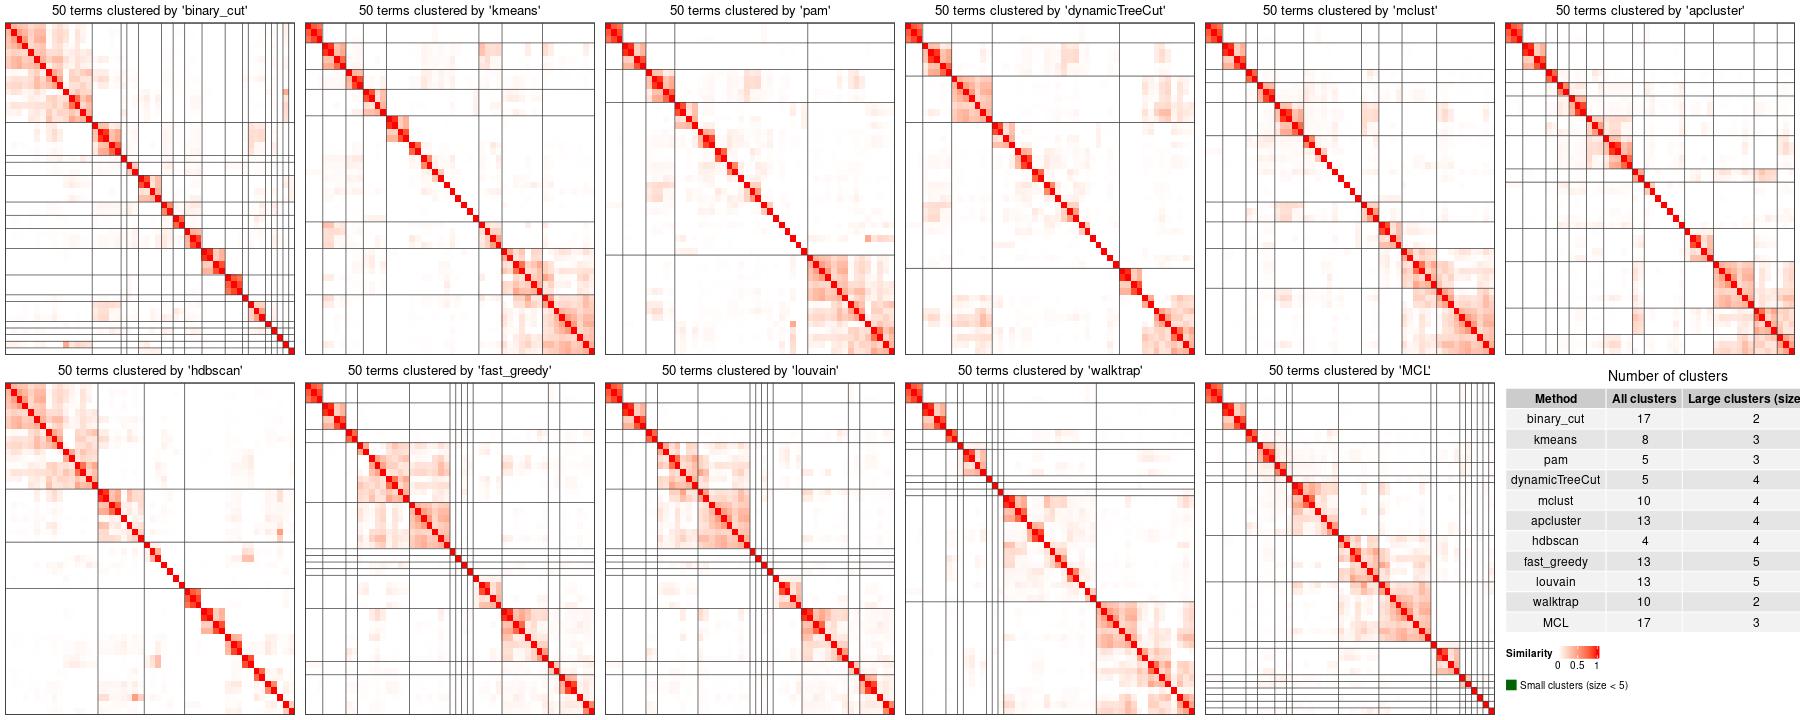 50 terms clustered by 'binary_cut'
50 terms clustered by 'kmeans'
50 terms clustered by 'pam'
50 terms clustered by 'dynamicTreeCut'
50 terms clustered by 'mclust'
50 terms clustered by 'apcluster'
50 terms clustered by 'hdbscan'
50 terms clustered by 'fast_greedy'
50 terms clustered by 'louvain'
50 terms clustered by 'walktrap'
50 terms clustered by 'MCL'
Number of clusters
Method All clusters Large clusters (size
binary_cut 17 2
kmeans 8 3
pam 5 3
dynamicTreeCut 5 4
mclust 10 4
apcluster 13 4
hdbscan 4 4
fast_greedy 13 5
louvain 13 5
walktrap 10 2
MCL 17 3
Similarity
0 0.5 1
Small clusters (size < 5)